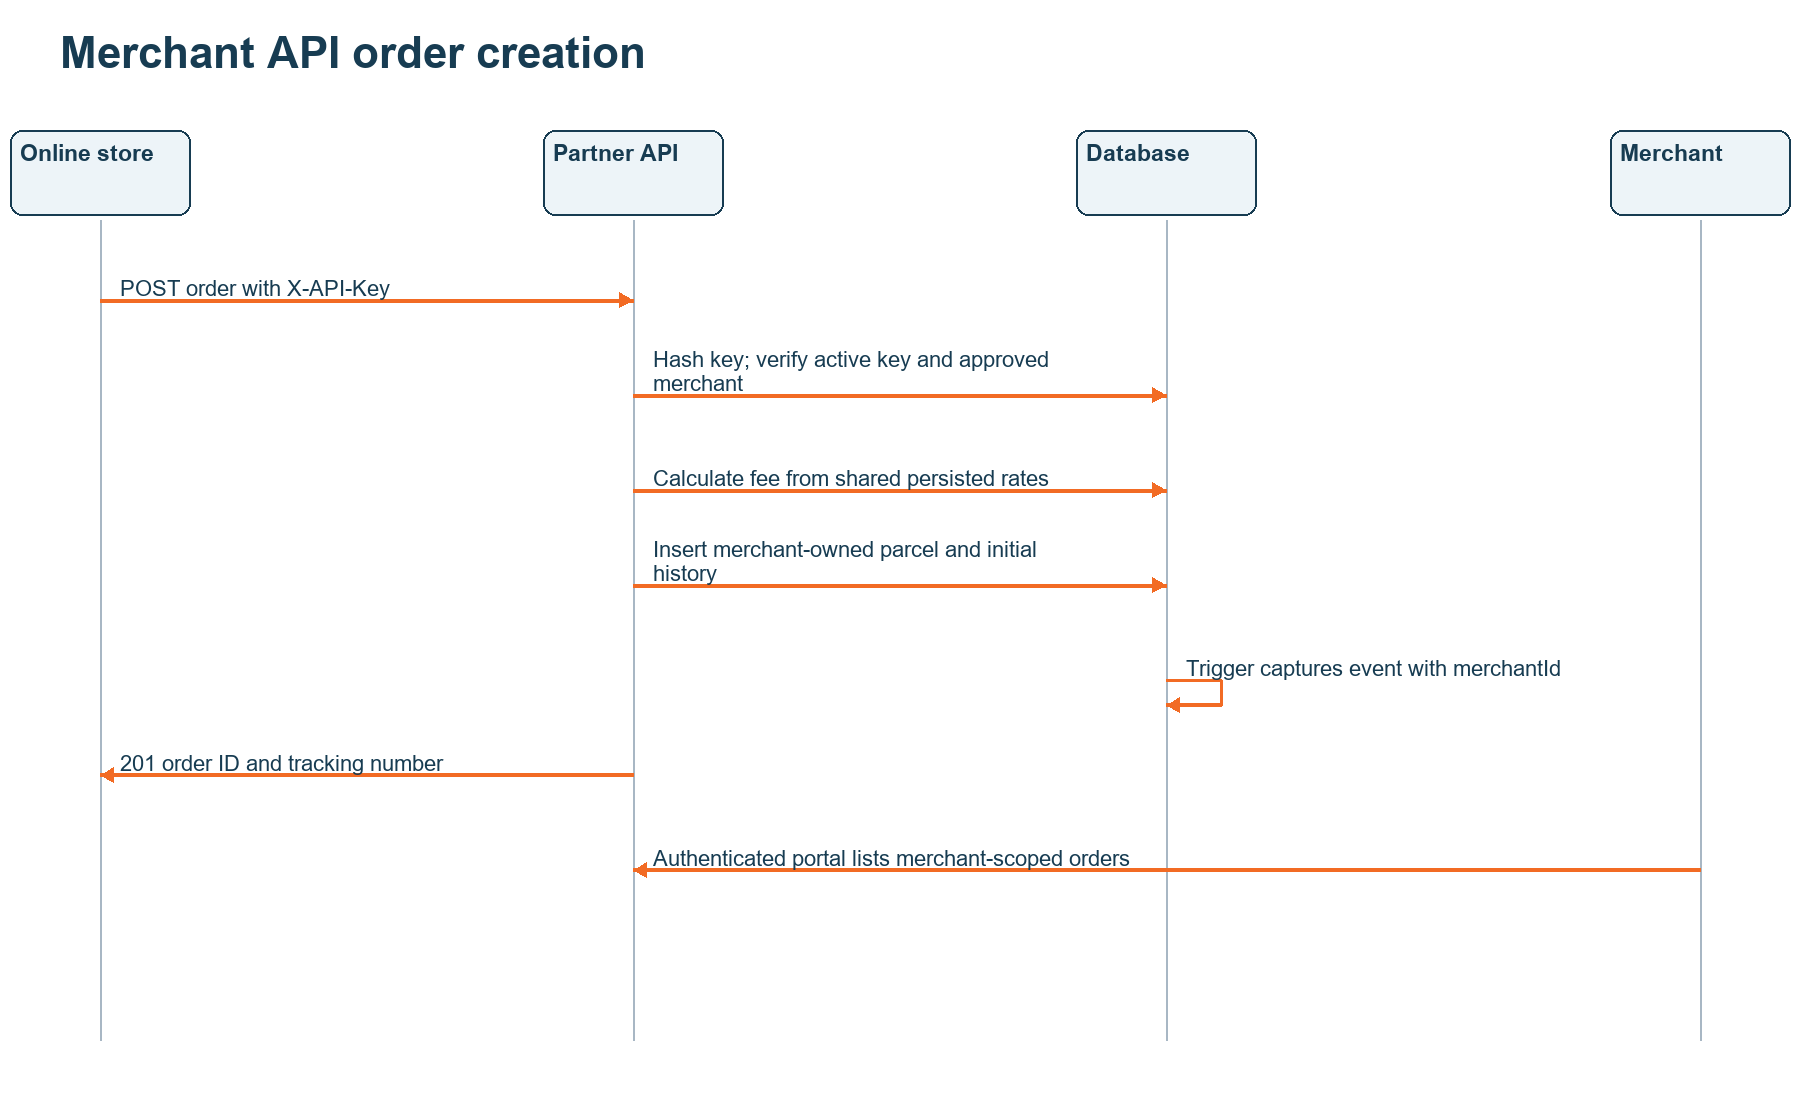 Merchant API order creation
Online store
Partner API
Database
Merchant
POST order with X-API-Key
Hash key; verify active key and approved
merchant
Calculate fee from shared persisted rates
Insert merchant-owned parcel and initial
history
Trigger captures event with merchantId
201 order ID and tracking number
Authenticated portal lists merchant-scoped orders